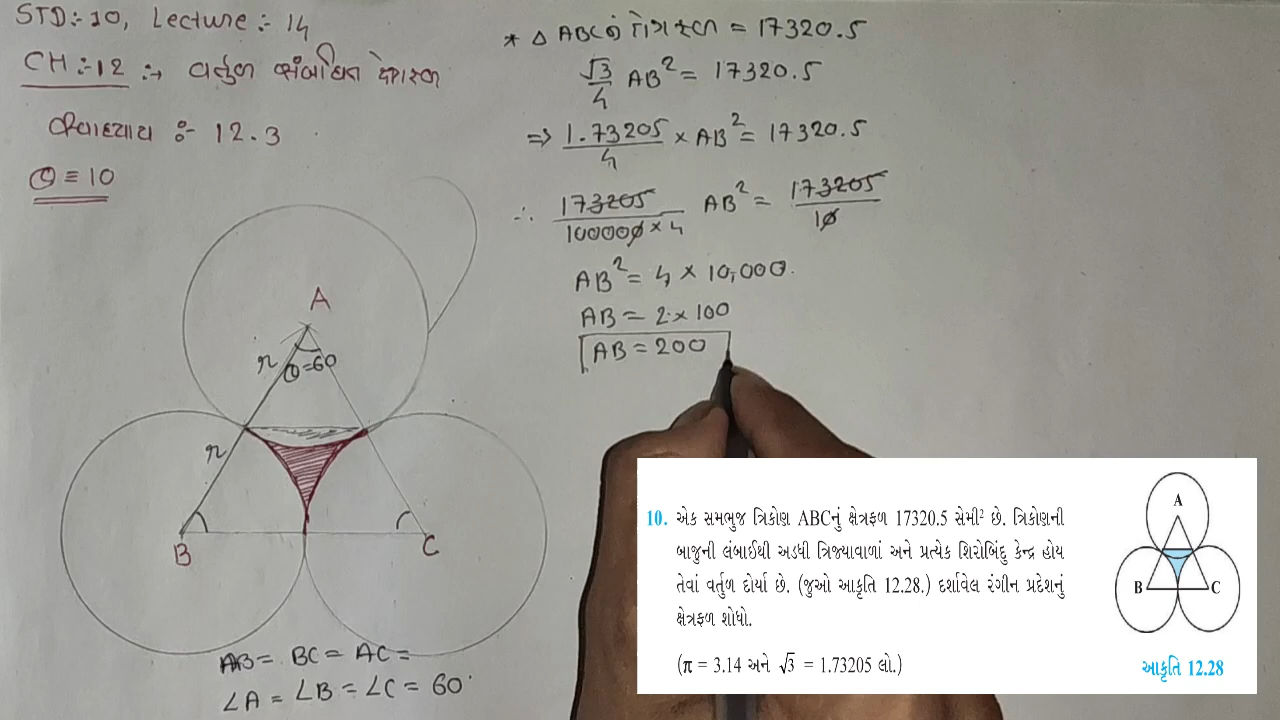 STD:- 10, Lecture :- 14
CH :- 12 :- વર્તુળ સંબંધિત ક્ષેત્રફળ
સ્વાધ્યાય :- 12.3
Q = 10
A
r
θ=60
r
B
C
AB = BC = AC =
∠A = ∠B = ∠C = 60°
* △ ABCનું ક્ષેત્રફળ = 17320.5
√3/4 AB² = 17320.5
⇒ 1.73205/4 × AB² = 17320.5
∴ 173205/100000×4 AB² = 173205/10
AB² = 4 × 10,000.
AB = 2 × 100
AB = 200
10. એક સમભુજ ત્રિકોણ ABCનું ક્ષેત્રફળ 17320.5 સેમી² છે. ત્રિકોણની
બાજુની લંબાઈથી અડધી ત્રિજ્યાવાળાં અને પ્રત્યેક શિરોબિંદુ કેન્દ્ર હોય
તેવાં વર્તુળ દોર્યા છે. (જુઓ આકૃતિ 12.28.) દર્શાવેલ રંગીન પ્રદેશનું
ક્ષેત્રફળ શોધો.
(π = 3.14 અને √3 = 1.73205 લો.)
A
B
C
આકૃતિ 12.28